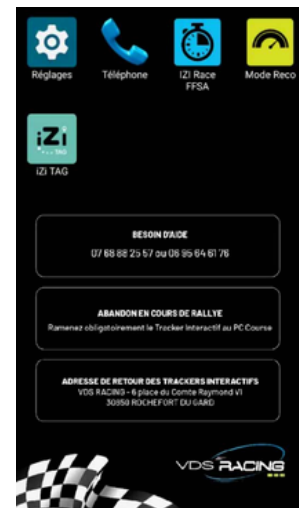 Réglages
Téléphone
IZI Race
FFSA
Mode Reco
iZi
TAG
iZi TAG
BESOIN D'AIDE
07 68 88 25 57 ou 06 95 64 61 76
ABANDON EN COURS DE RALLYE
Ramenez obligatoirement le Tracker Interactif au PC Course
ADRESSE DE RETOUR DES TRACKERS INTERACTIFS
VDS RACING - 6 place du Comte Raymond VI
30650 ROCHEFORT DU GARD
VDS RACING